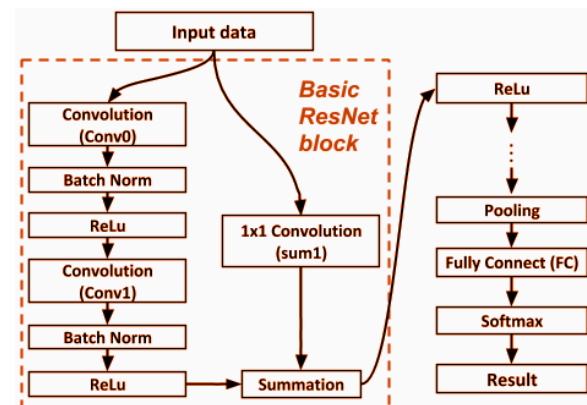 Input data
Basic
ResNet
block
Convolution
(Conv0)
Batch Norm
ReLu
Convolution
(Conv1)
Batch Norm
ReLu
1x1 Convolution
(sum1)
Summation
ReLu
Pooling
Fully Connect (FC)
Softmax
Result